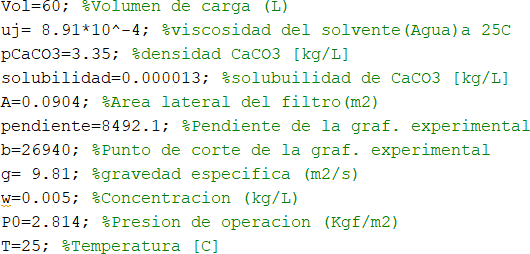 Vol=60; %Volumen de carga (L)
uj= 8.91*10^-4; %viscosidad del solvente(Agua)a 25C
pCaCO3=3.35; %densidad CaCO3 [kg/L]
solubilidad=0.000013; %solubuilidad de CaCO3 [kg/L]
A=0.0904; %Area lateral del filtro(m2)
pendiente=8492.1; %Pendiente de la graf. experimental
b=26940; %Punto de corte de la graf. experimental
g= 9.81; %gravedad especifica (m2/s)
w=0.005; %Concentracion (kg/L)
P0=2.814; %Presion de operacion (Kgf/m2)
T=25; %Temperatura [C]